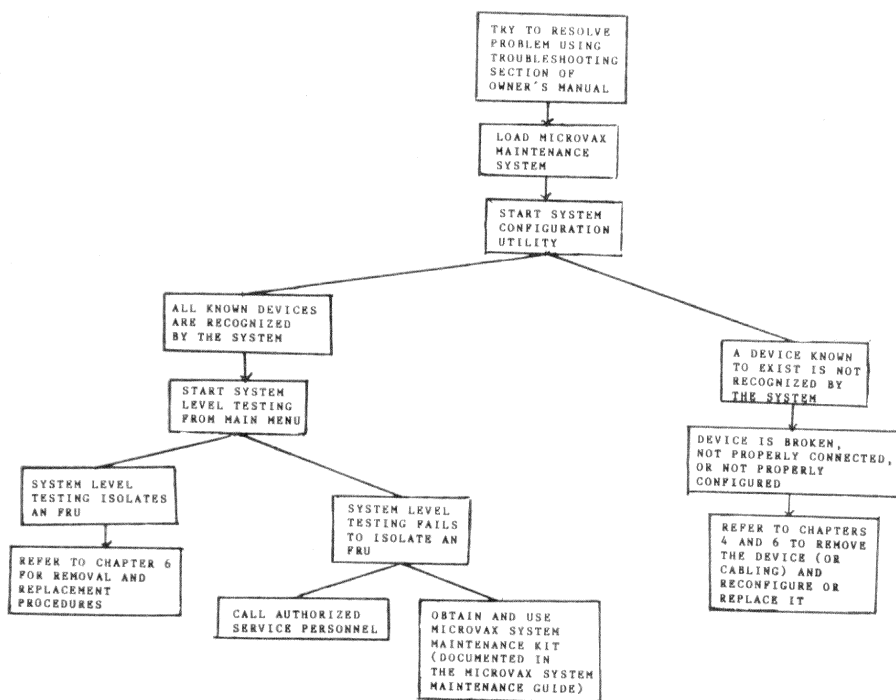 TRY TO RESOLVE
PROBLEM USING
TROUBLESHOOTING
SECTION OF
OWNER'S MANUAL
LOAD MICROVAX
MAINTENANCE
SYSTEM
START SYSTEM
CONFIGURATION
UTILITY
ALL KNOWN DEVICES
ARE RECOGNIZED
BY THE SYSTEM
START SYSTEM
LEVEL TESTING
FROM MAIN MENU
SYSTEM LEVEL
TESTING ISOLATES
AN FRU
REFER TO CHAPTER 6
FOR REMOVAL AND
REPLACEMENT
PROCEDURES
SYSTEM LEVEL
TESTING FAILS
TO ISOLATE AN
FRU
CALL AUTHORIZED
SERVICE PERSONNEL
OBTAIN AND USE
MICROVAX SYSTEM
MAINTENANCE KIT
(DOCUMENTED IN
THE MICROVAX SYSTEM
MAINTENANCE GUIDE)
A DEVICE KNOWN
TO EXIST IS NOT
RECOGNIZED BY
THE SYSTEM
DEVICE IS BROKEN,
NOT PROPERLY CONNECTED,
OR NOT PROPERLY
CONFIGURED
REFER TO CHAPTERS
4 AND 6 TO REMOVE
THE DEVICE (OR
CABLING) AND
RECONFIGURE OR
REPLACE IT